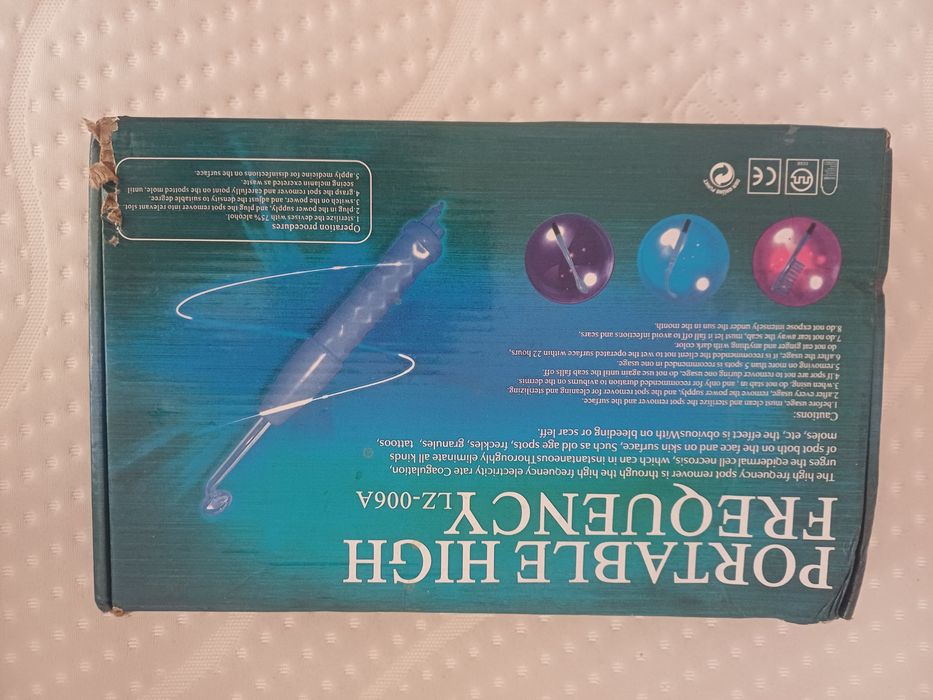 PORTABLE HIGH
FREQUENCY LZ-006A
The high frequency spot remover is through the high frequency electricity rate Coagulation,
urges the eqidermal cell necrosis, which can in instantaneousThoroughly eliminate all kinds
of spot both on the face and on skin surface, Such as old age spots, freckles, granules, tattoos,
moles, etc, the effect is obviousWith on bleeding or scar left.
Cautions:
1.before usage, must clean and sterilize the spot remover and the surface.
2.after every usage, remove the power supply, and the spot remover for cleaning and sterilizing.
3.when using, do not stab in , and only for recommended duration to avburns on the dermis.
4.If spot are not to remover during one usage, do not use again until the scab falls off.
5.removing on more than 5 spots is recommended in one usage.
6.after the usage, it is recommended the client not to wet the operated surface within 22 hours,
do not eat ginger and anything with dark color.
7.do not tear away the scab, must let it fall off to avoid infections and scars,
8.do not expose intensely under the sun in the month.
CE
Operation procedures
1.sterilize the devises with 75% alcohol.
2.plug in the power supply, and plug the spot remover into relevant slot.
3.switch on the power, and adjust the density to suitable degree.
4.grasp the spot removed and carefully point on the spotted mole, until
seeing melanin exerted as waste.
5.apply medicine for disinfections on the surface.